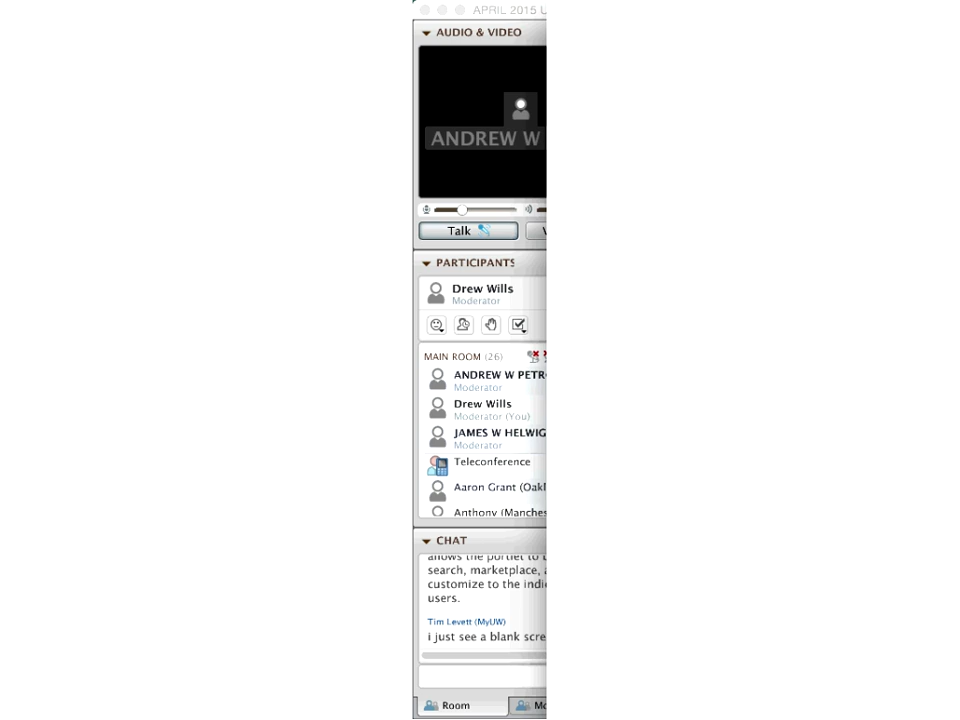 APRIL 2015 U
AUDIO & VIDEO
ANDREW W
Talk
PARTICIPANTS
Drew Wills
Moderator
MAIN ROOM (26)
ANDREW W PETR
Moderator
Drew Wills
Moderator (You)
JAMES W HELWIG
Moderator
Teleconference
Aaron Grant (Oakl
Anthony (Manches
CHAT
allows the portlet to
search, marketplace,
customize to the indi
users.
Tim Levett (MyUW)
i just see a blank scre
Room
Mo